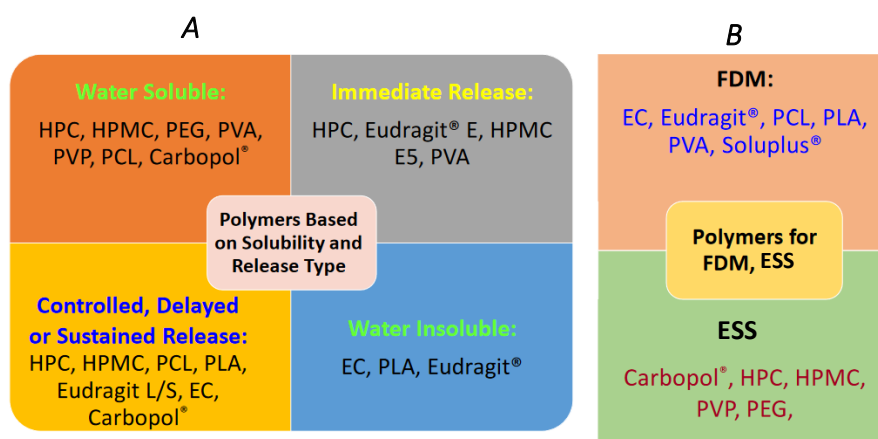 A
Water Soluble:
HPC, HPMC, PEG, PVA,
PVP, PCL, Carbopol®
Immediate Release:
HPC, Eudragit® E, HPMC
E5, PVA
Polymers Based
on Solubility and
Release Type
Controlled, Delayed
or Sustained Release:
HPC, HPMC, PCL, PLA,
Eudragit L/S, EC,
Carbopol®
Water Insoluble:
EC, PLA, Eudragit®
B
FDM:
EC, Eudragit®, PCL, PLA,
PVA, Soluplus®
Polymers for
FDM, ESS
ESS
Carbopol®, HPC, HPMC,
PVP, PEG,